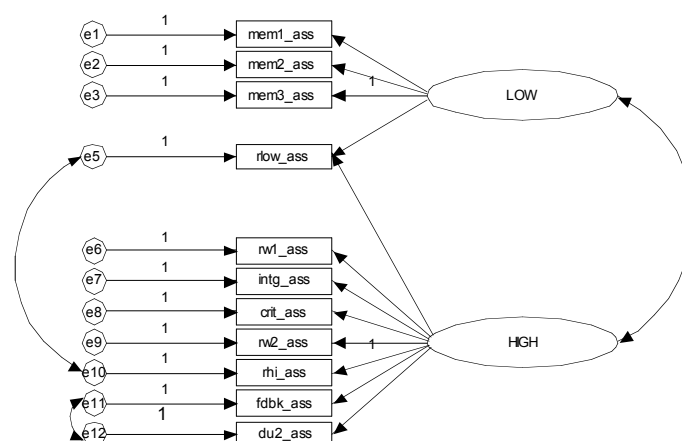 e1 1 mem1_ass
e2 1 mem2_ass
e3 1 mem3_ass 1 LOW
e5 1 rlow_ass
e6 1 rw1_ass
e7 1 intg_ass
e8 1 crit_ass
e9 1 rw2_ass 1 HIGH
e10 1 rhi_ass
e11 1 fdbk_ass
e12 1 du2_ass